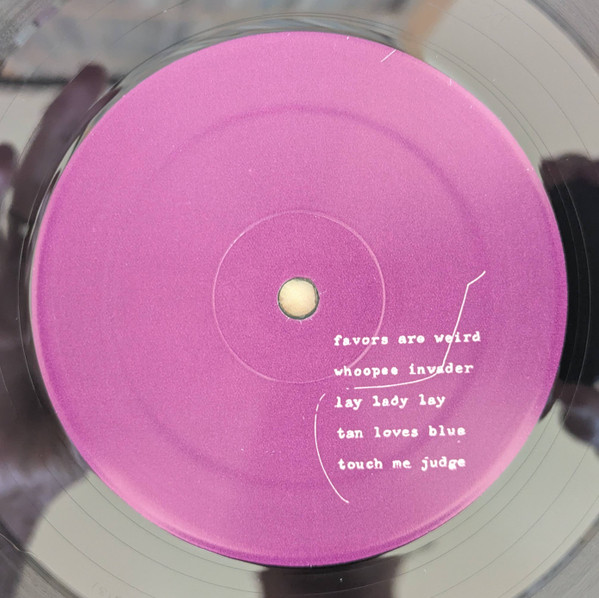 favors are weird
whoopee invader
lay lady lay
tan loves blue
touch me judge